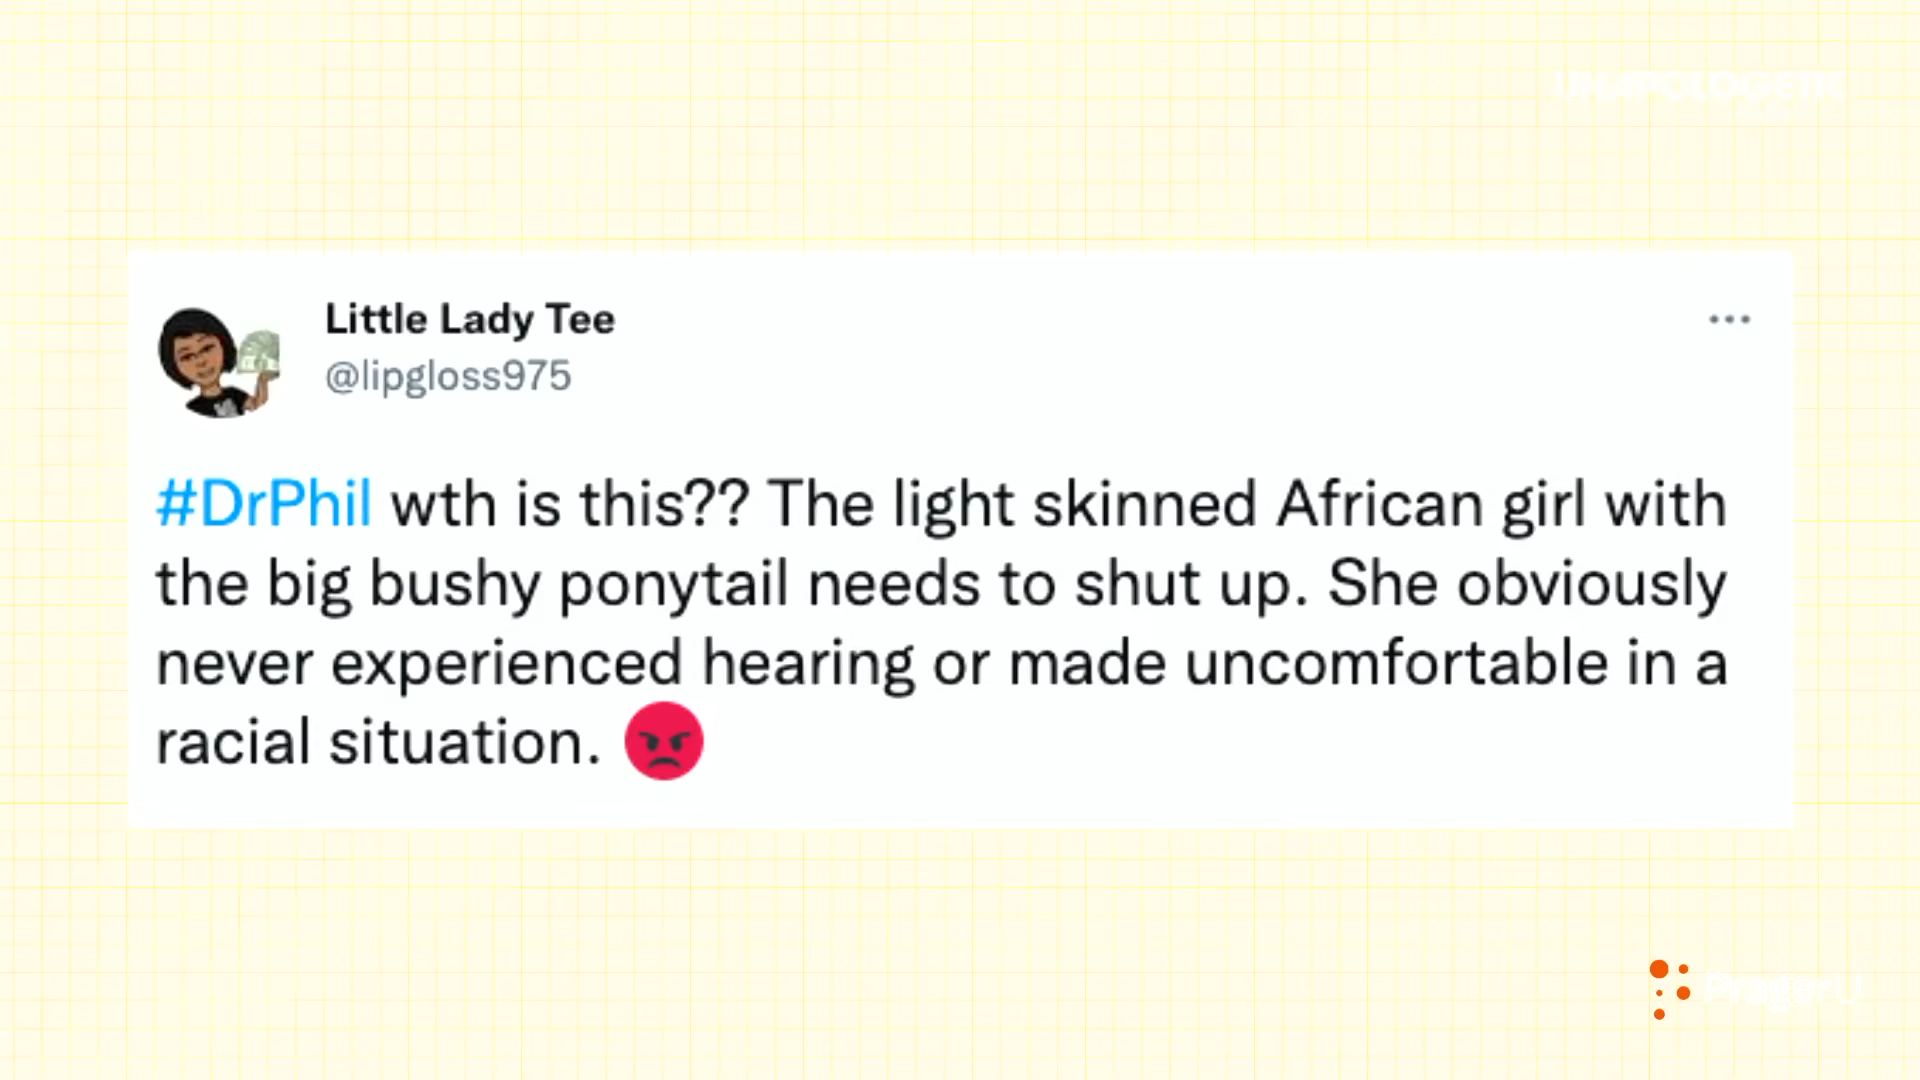 UNAPOLOGETIC
Little Lady Tee
@lipgloss975
#DrPhil wth is this?? The light skinned African girl with
the big bushy ponytail needs to shut up. She obviously
never experienced hearing or made uncomfortable in a
racial situation. 😡
PragerU